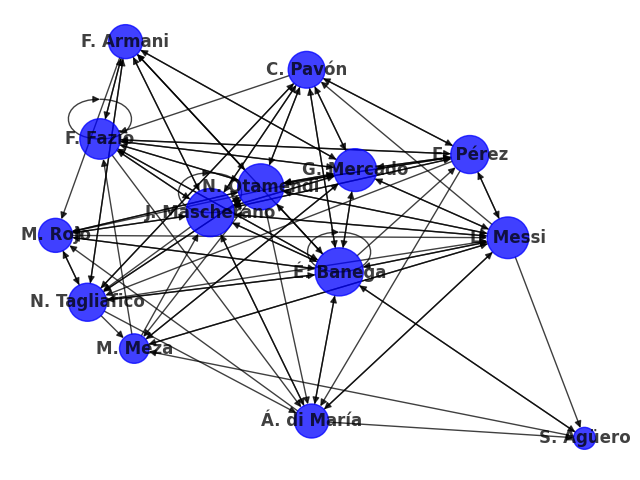 F. Armani
C. Pavón
F. Fazio
E. Pérez
G. Mercado
N. Otamendi
J. Mascherano
M. Rojo
L. Messi
É. Banega
N. Tagliafico
M. Meza
Á. di María
S. Agüero